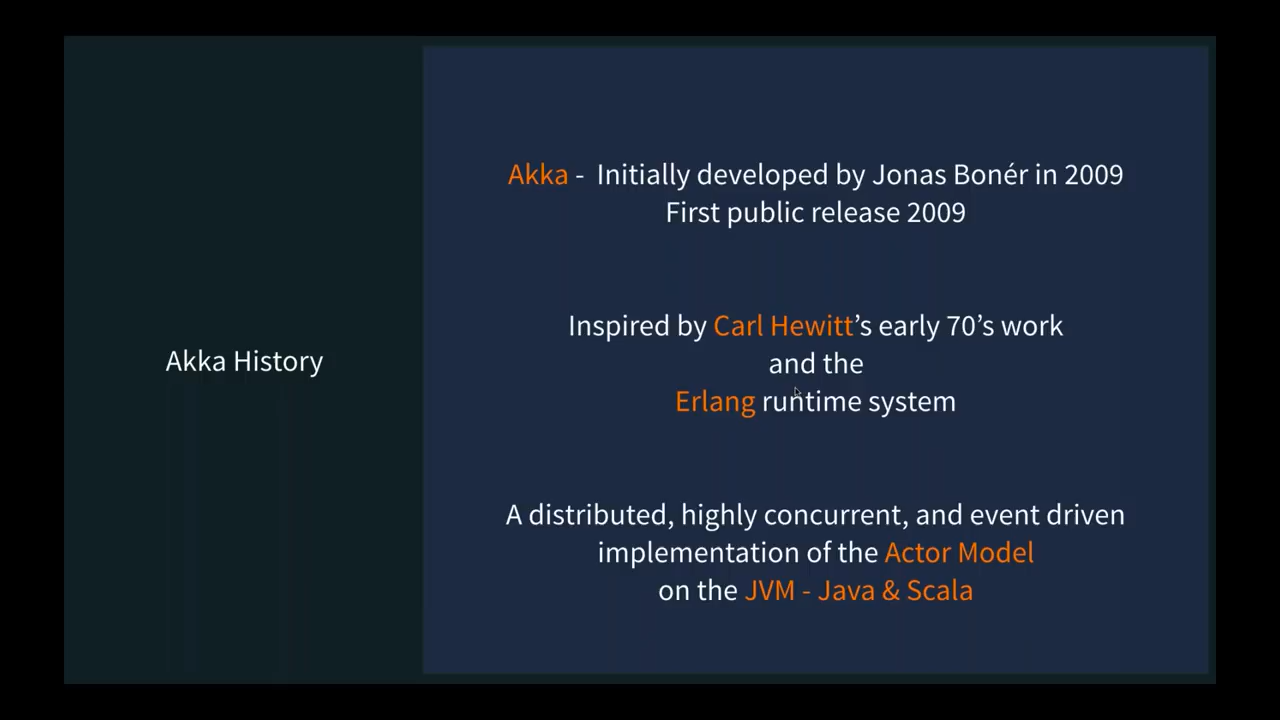 Akka History
Akka -  Initially developed by Jonas Bonér in 2009
First public release 2009
Inspired by Carl Hewitt’s early 70’s work
and the
Erlang runtime system
A distributed, highly concurrent, and event driven
implementation of the Actor Model
on the JVM - Java & Scala